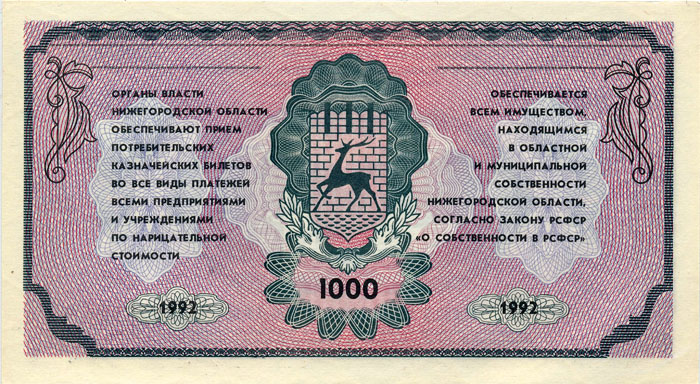 ОРГАНЫ ВЛАСТИ
НИЖЕГОРОДСКОЙ ОБЛАСТИ
ОБЕСПЕЧИВАЮТ ПРИЕМ
ПОТРЕБИТЕЛЬСКИХ
КАЗНАЧЕЙСКИХ БИЛЕТОВ
ВО ВСЕ ВИДЫ ПЛАТЕЖЕЙ
ВСЕМИ ПРЕДПРИЯТИЯМИ
И УЧРЕЖДЕНИЯМИ
ПО НАРИЦАТЕЛЬНОЙ
СТОИМОСТИ
ОБЕСПЕЧИВАЕТСЯ
ВСЕМ ИМУЩЕСТВОМ,
НАХОДЯЩИМСЯ
В ОБЛАСТНОЙ
И МУНИЦИПАЛЬНОЙ
СОБСТВЕННОСТИ
НИЖЕГОРОДСКОЙ ОБЛАСТИ,
СОГЛАСНО ЗАКОНУ РСФСР
«О СОБСТВЕННОСТИ В РСФСР»
1000
1992
1992